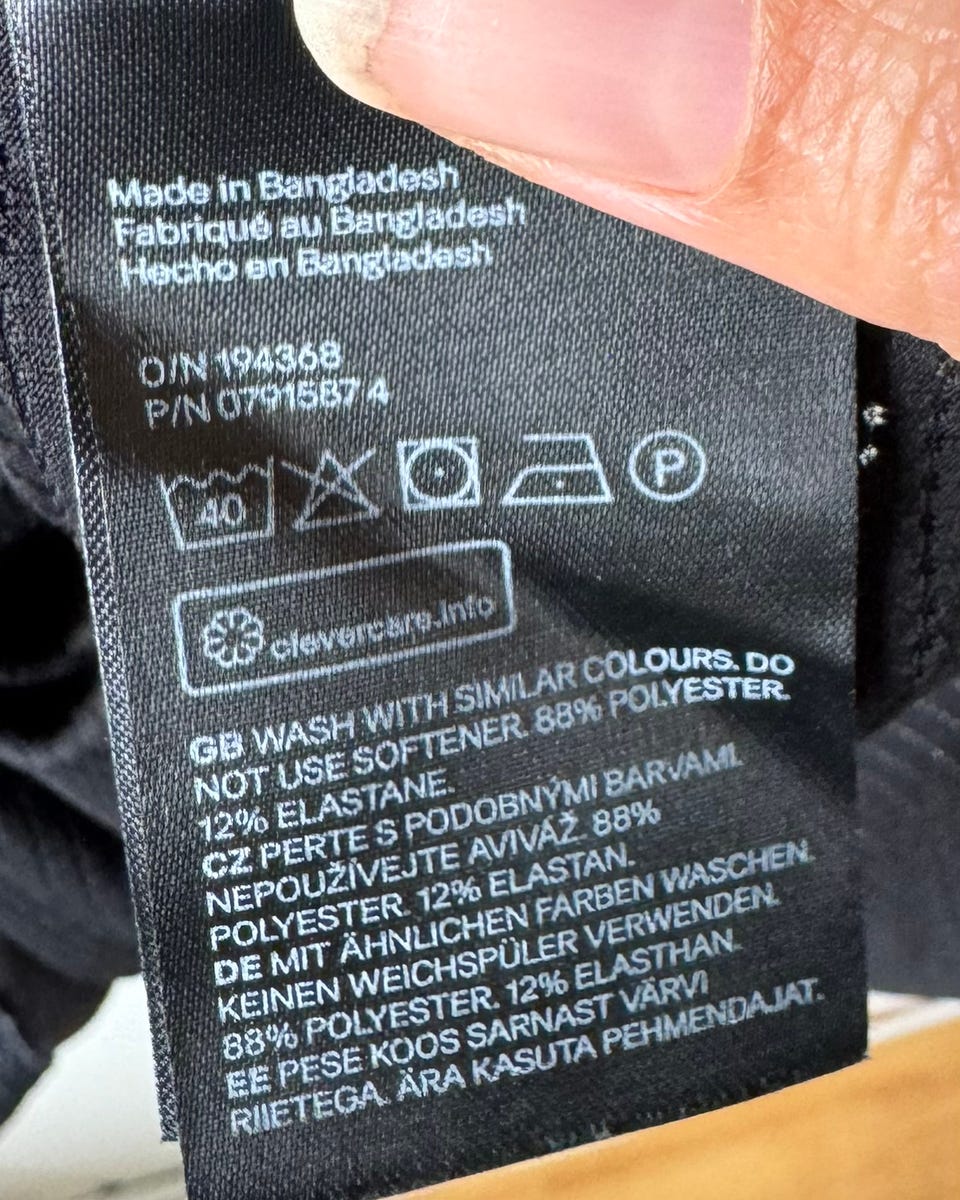 Made in Bangladesh
Fabriqué au Bangladesh
Hecho en Bangladesh
O/N 194368
P/N 0791587 4
40
P
clevercare.info
GB WASH WITH SIMILAR COLOURS. DO
NOT USE SOFTENER. 88% POLYESTER.
12% ELASTANE.
CZ PERTE S PODOBNÝMI BARVAMI.
NEPOUŽÍVEJTE AVIVÁŽ. 88%
POLYESTER. 12% ELASTAN.
DE MIT ÄHNLICHEN FARBEN WASCHEN.
KEINEN WEICHSPÜLER VERWENDEN.
88% POLYESTER. 12% ELASTHAN.
EE PESE KOOS SARNAST VÄRVI
RIIETEGA. ÄRA KASUTA PEHMENDAJAT.